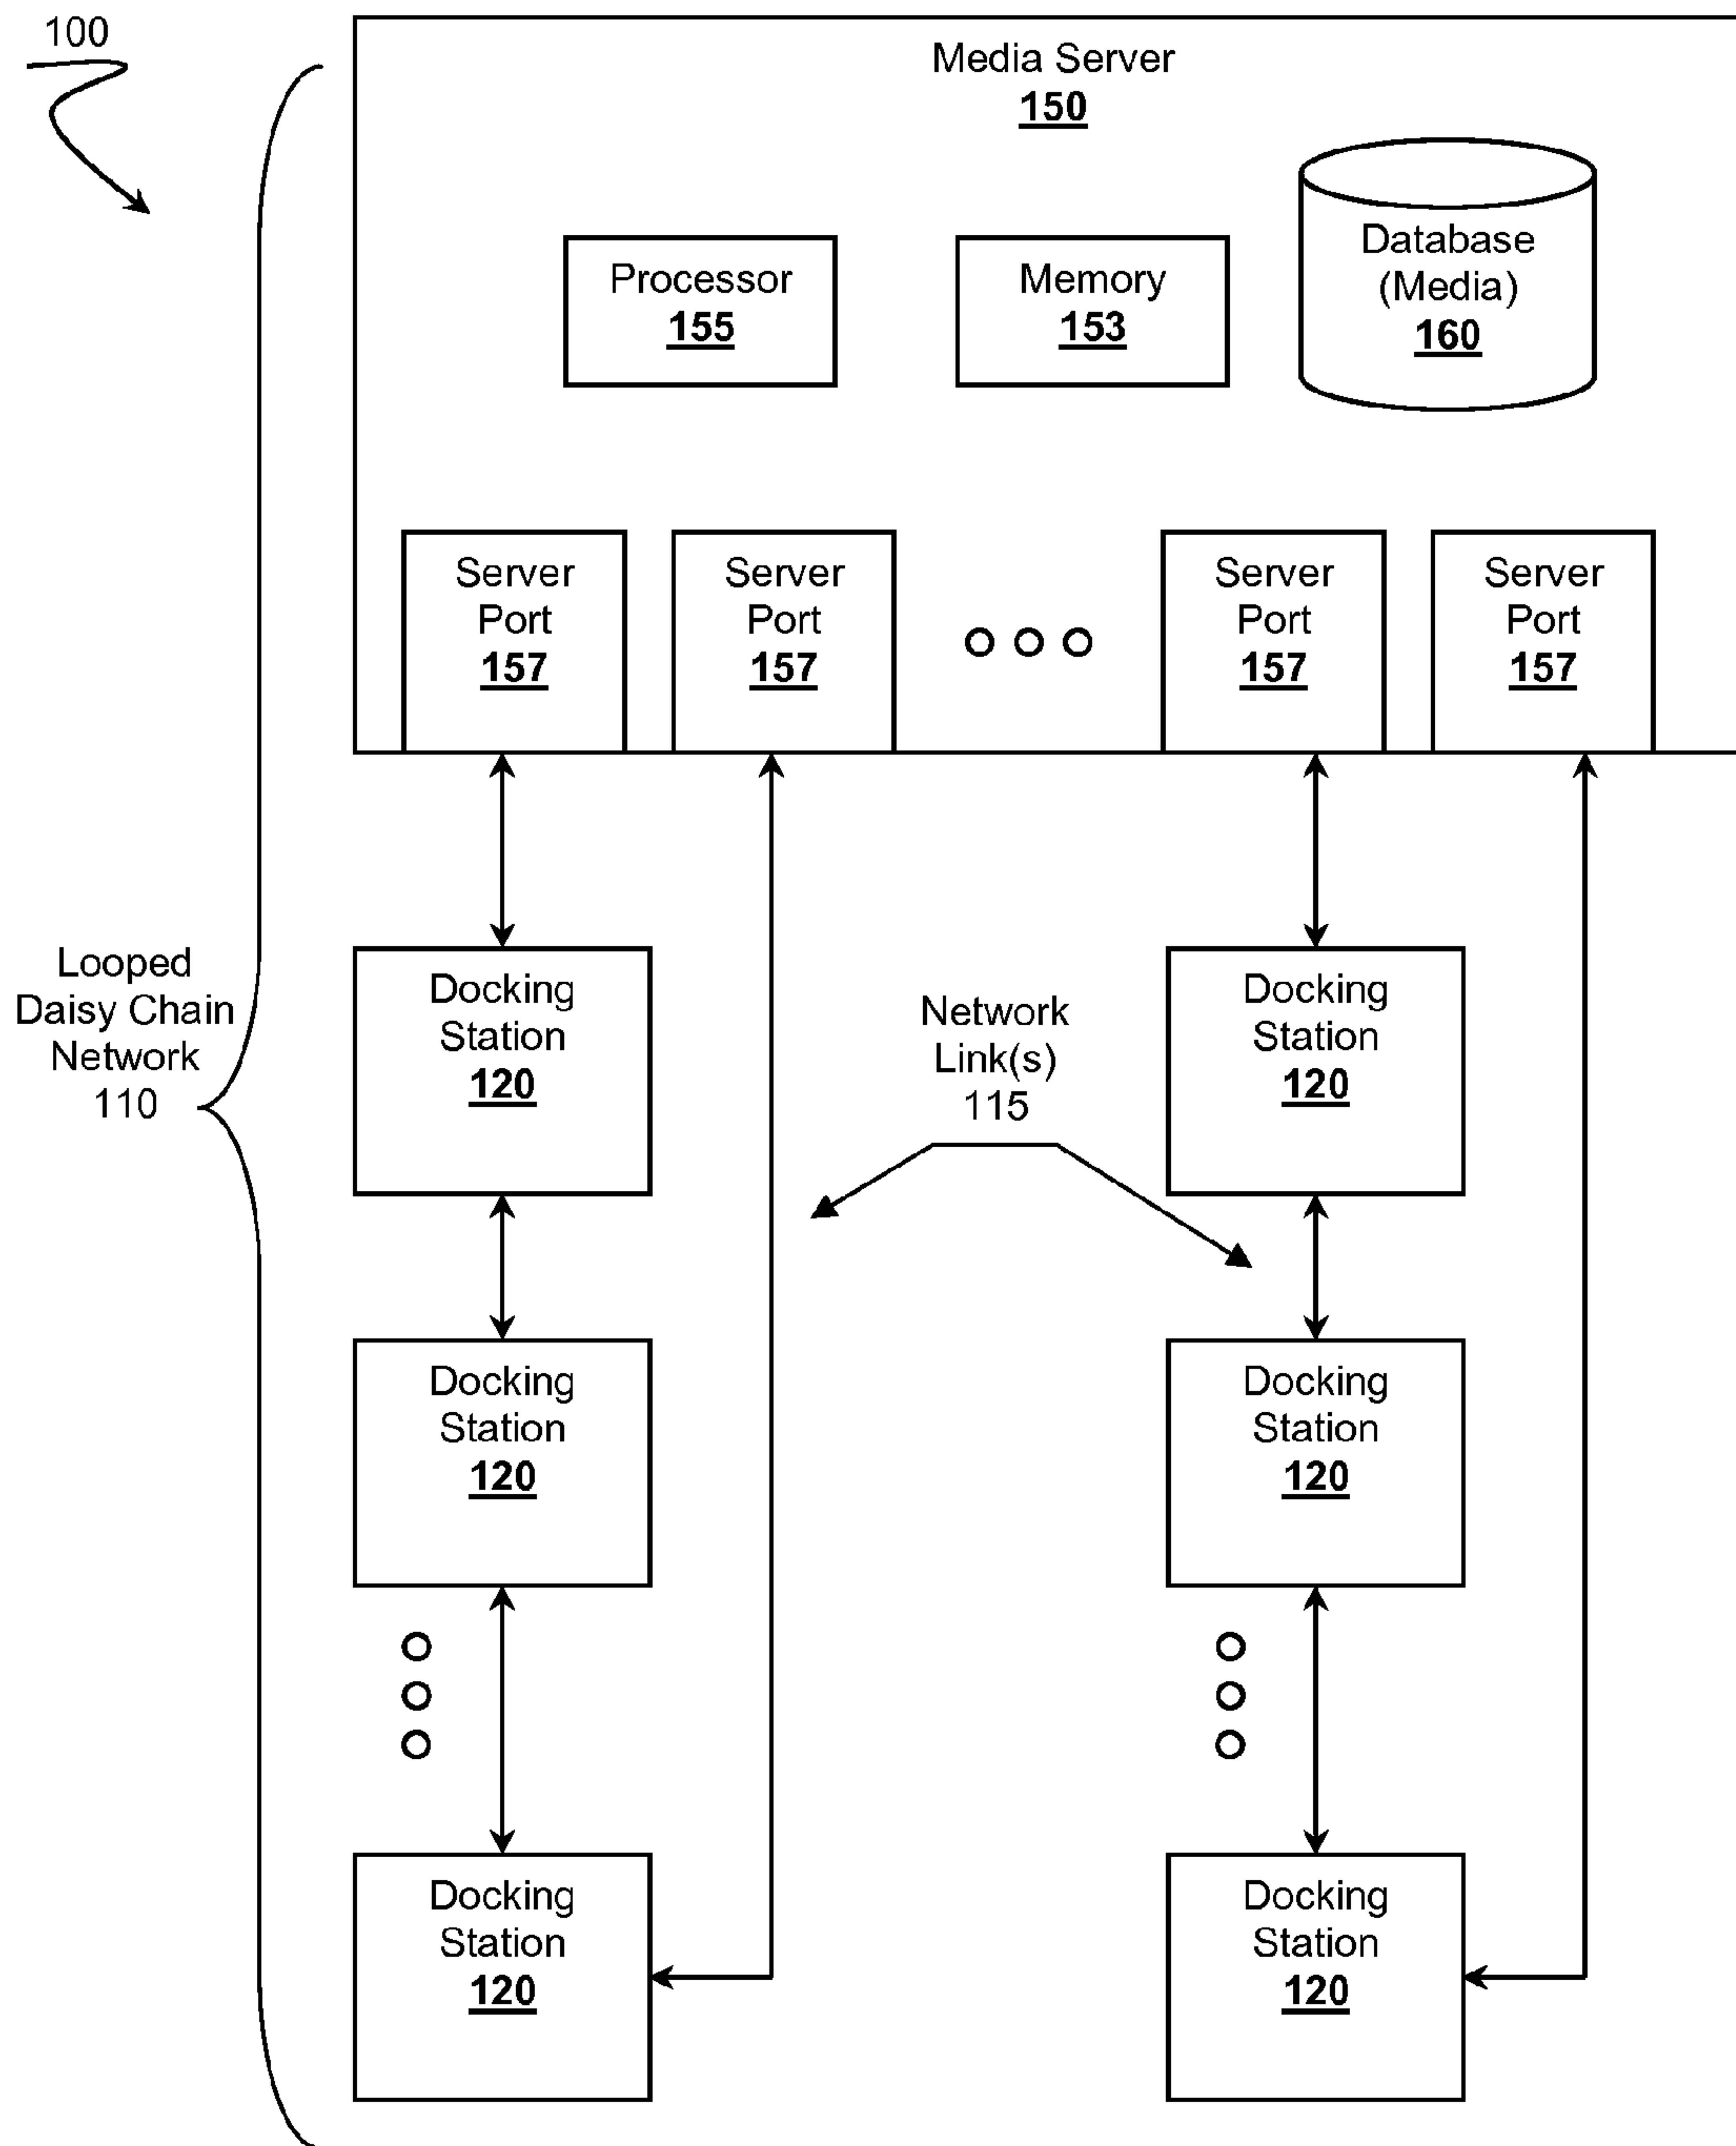 100
Media Server
150
Processor
155
Memory
153
Database
(Media)
160
Server
Port
157
Server
Port
157
Server
Port
157
Server
Port
157
Looped
Daisy Chain
Network
110
Docking
Station
120
Network
Link(s)
115
Docking
Station
120
Docking
Station
120
Docking
Station
120
Docking
Station
120
Docking
Station
120